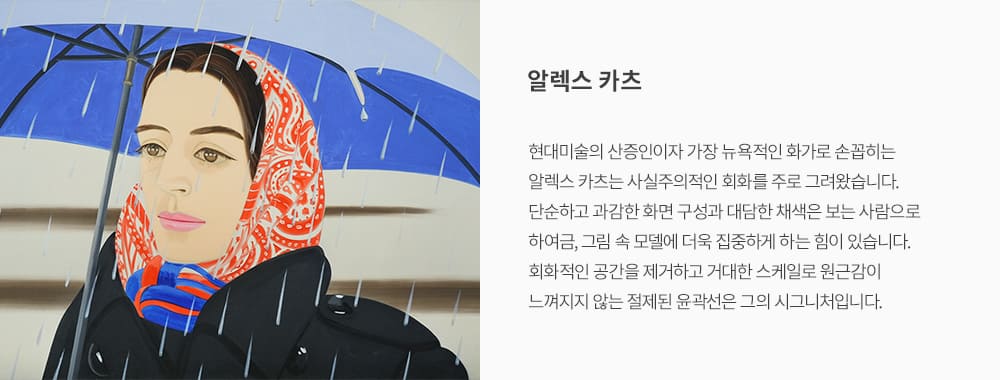 알렉스 카츠
현대미술의 산증인이자 가장 뉴욕적인 화가로 손꼽히는
알렉스 카츠는 사실주의적인 회화를 주로 그려왔습니다.
단순하고 과감한 화면 구성과 대담한 채색은 보는 사람으로
하여금, 그림 속 모델에 더욱 집중하게 하는 힘이 있습니다.
회화적인 공간을 제거하고 거대한 스케일로 원근감이
느껴지지 않는 절제된 윤곽선은 그의 시그니처입니다.